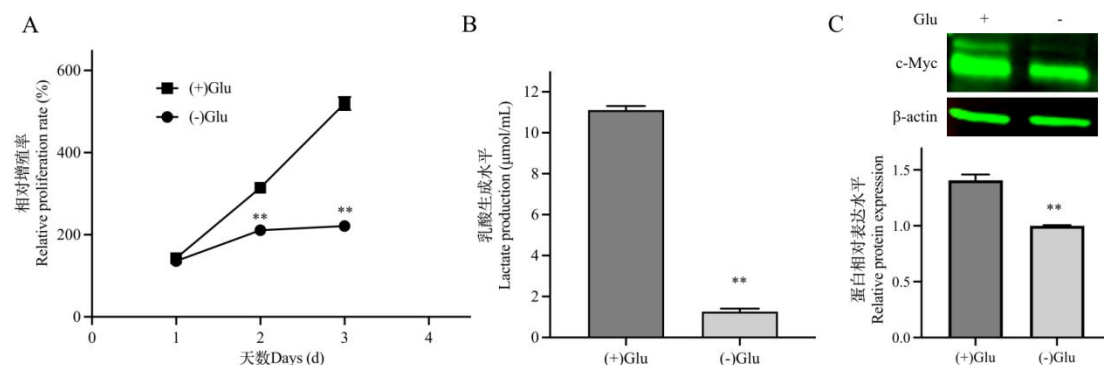 A
相对增殖率
Relative proliferation rate (%)
600
400
200
0
(+)Glu
(-)Glu
**
**
0
1
2
3
4
天数Days (d)
B
乳酸生成水平
Lactate production (μmol/mL)
12
10
8
6
4
2
0
**
(+)Glu
(-)Glu
C
Glu + -
c-Myc
β-actin
蛋白相对表达水平
Relative protein expression
1.5
1.0
0.5
0.0
**
(+)Glu
(-)Glu